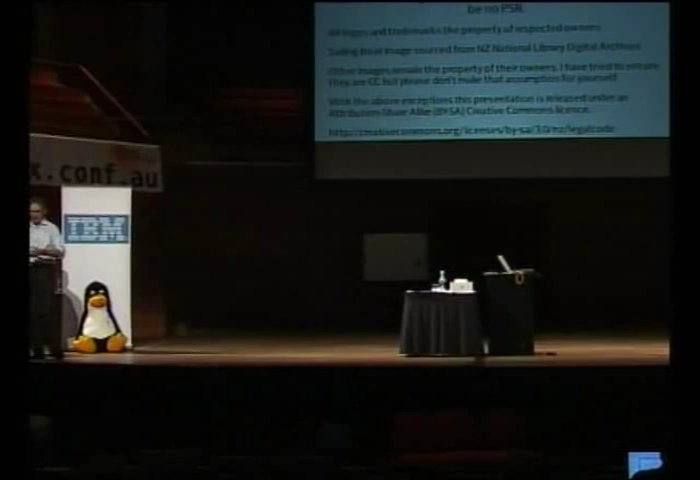 be no PSR.
All logos and trademarks the property of respected owners.
Sailing Boat image sourced from NZ National Library Digital Archives.
Other images remain the property of their owners. I have tried to ensure
they are CC but please don't make that assumption for yourself.
With the above exceptions this presentation is released under an
Attribution-Share Alike (BY-SA) Creative Commons licence.
http://creativecommons.org/licenses/by-sa/3.0/nz/legalcode
x.conf.au
IBM